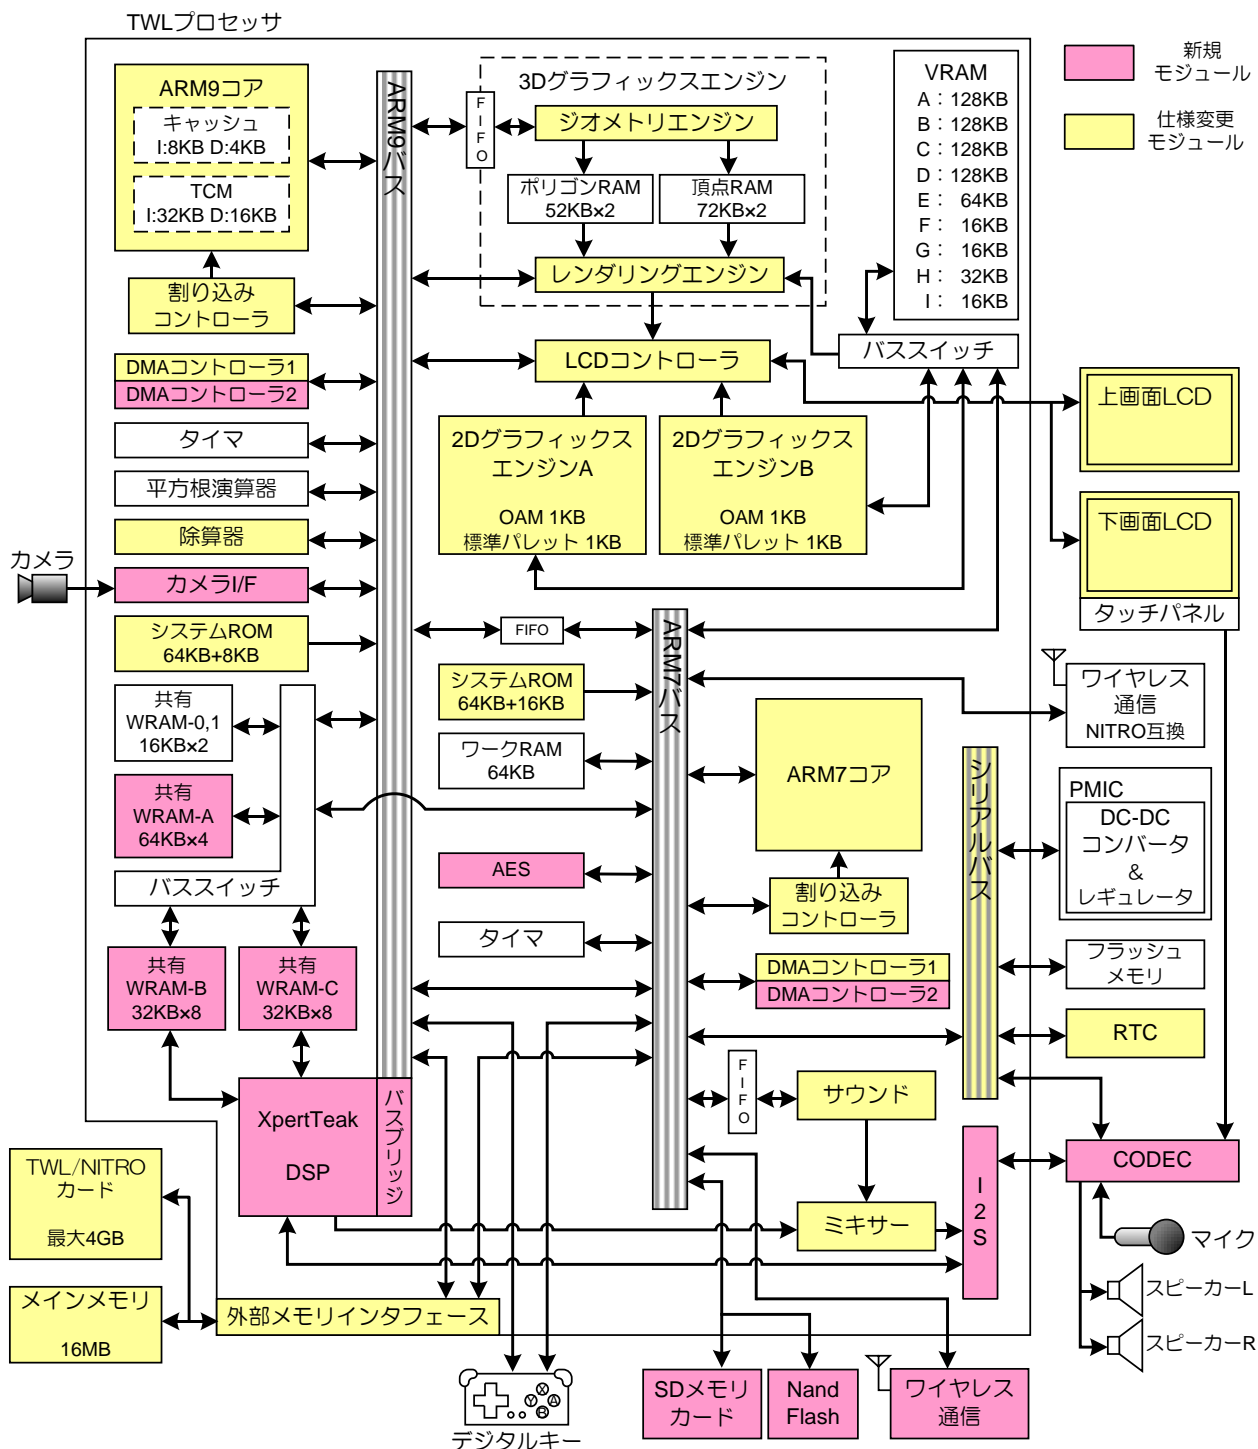 TWLプロセッサ
新規
モジュール
仕様変更
モジュール
ARM9コア
キャッシュ
I:8KB D:4KB
TCM
I:32KB D:16KB
割り込み
コントローラ
DMAコントローラ1
DMAコントローラ2
タイマ
平方根演算器
除算器
カメラ
カメラI/F
システムROM
64KB+8KB
共有
WRAM-0,1
16KB×2
共有
WRAM-A
64KB×4
バススイッチ
共有
WRAM-B
32KB×8
共有
WRAM-C
32KB×8
XpertTeak
DSP
バスブリッジ
ARM9バス
3Dグラフィックスエンジン
FIFO
ジオメトリエンジン
ポリゴンRAM
52KB×2
頂点RAM
72KB×2
レンダリングエンジン
LCDコントローラ
2Dグラフィックス
エンジンA
OAM 1KB
標準パレット 1KB
2Dグラフィックス
エンジンB
OAM 1KB
標準パレット 1KB
VRAM
A: 128KB
B: 128KB
C: 128KB
D: 128KB
E: 64KB
F: 16KB
G: 16KB
H: 32KB
I: 16KB
バススイッチ
上画面LCD
下画面LCD
タッチパネル
FIFO
ARM7バス
システムROM
64KB+16KB
ワークRAM
64KB
AES
タイマ
ARM7コア
割り込み
コントローラ
DMAコントローラ1
DMAコントローラ2
FIFO
サウンド
ミキサー
I2S
シリアルバス
ワイヤレス
通信
NITRO互換
PMIC
DC-DC
コンバータ
&
レギュレータ
フラッシュ
メモリ
RTC
CODEC
マイク
スピーカーL
スピーカーR
TWL/NITRO
カード
最大4GB
メインメモリ
16MB
外部メモリインタフェース
デジタルキー
X
Y
A
B
SDメモリ
カード
Nand
Flash
ワイヤレス
通信